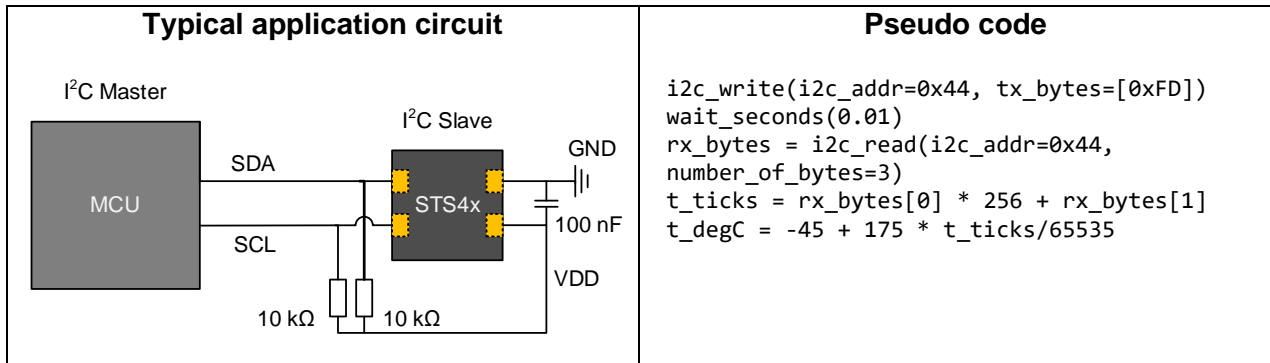 Typical application circuit
I²C Master
I²C Slave
GND
SDA
MCU
STS4x
100 nF
SCL
VDD
10 kΩ
10 kΩ
Pseudo code
i2c_write(i2c_addr=0x44, tx_bytes=[0xFD])
wait_seconds(0.01)
rx_bytes = i2c_read(i2c_addr=0x44,
number_of_bytes=3)
t_ticks = rx_bytes[0] * 256 + rx_bytes[1]
t_degC = -45 + 175 * t_ticks/65535